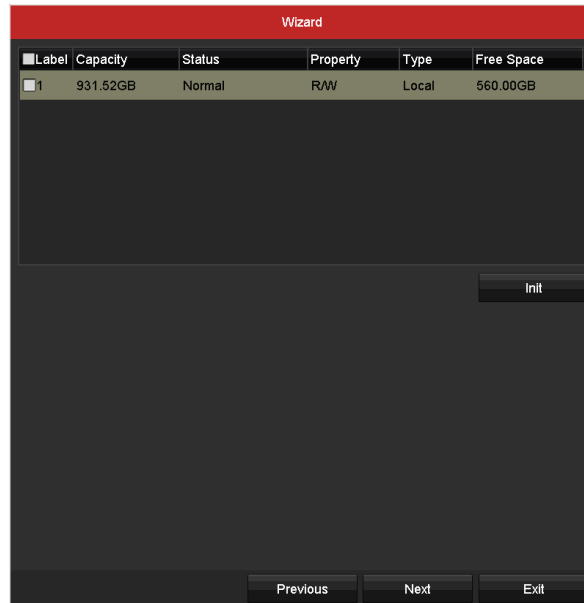 Wizard
Label Capacity Status Property Type Free Space
1 931.52GB Normal R/W Local 560.00GB
Init
Previous Next Exit